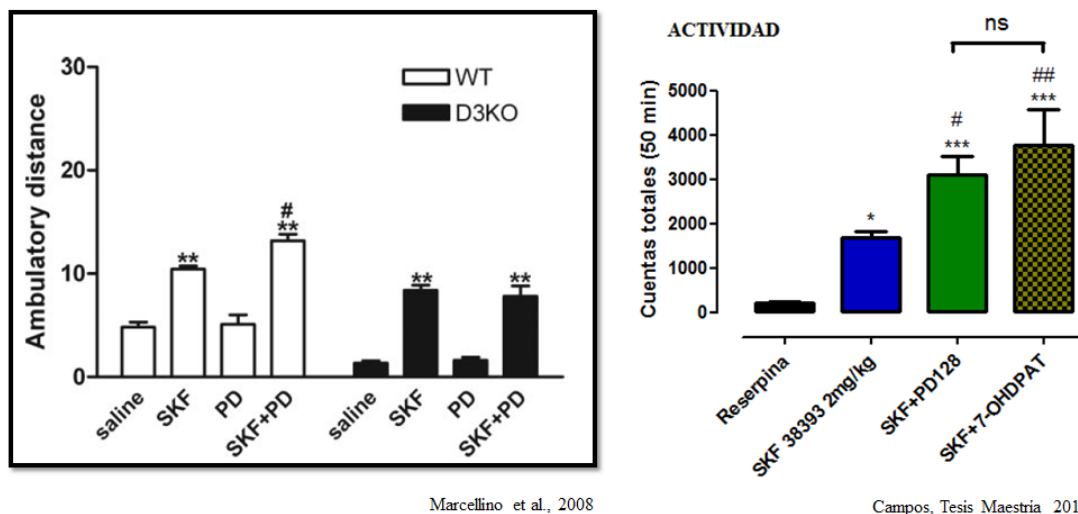 30
20
10
0
Ambulatory distance
WT
D3KO
**
#
**
**
**
saline
SKF
PD
SKF+PD
saline
SKF
PD
SKF+PD
Marcellino et al., 2008
ACTIVIDAD
ns
Cuentas totales (50 min)
5000
4000
3000
2000
1000
0
*
#
***
##
***
Reserpina
SKF 38393 2mg/kg
SKF+PD128
SKF+7-OHDPAT
Campos, Tesis Maestria 201